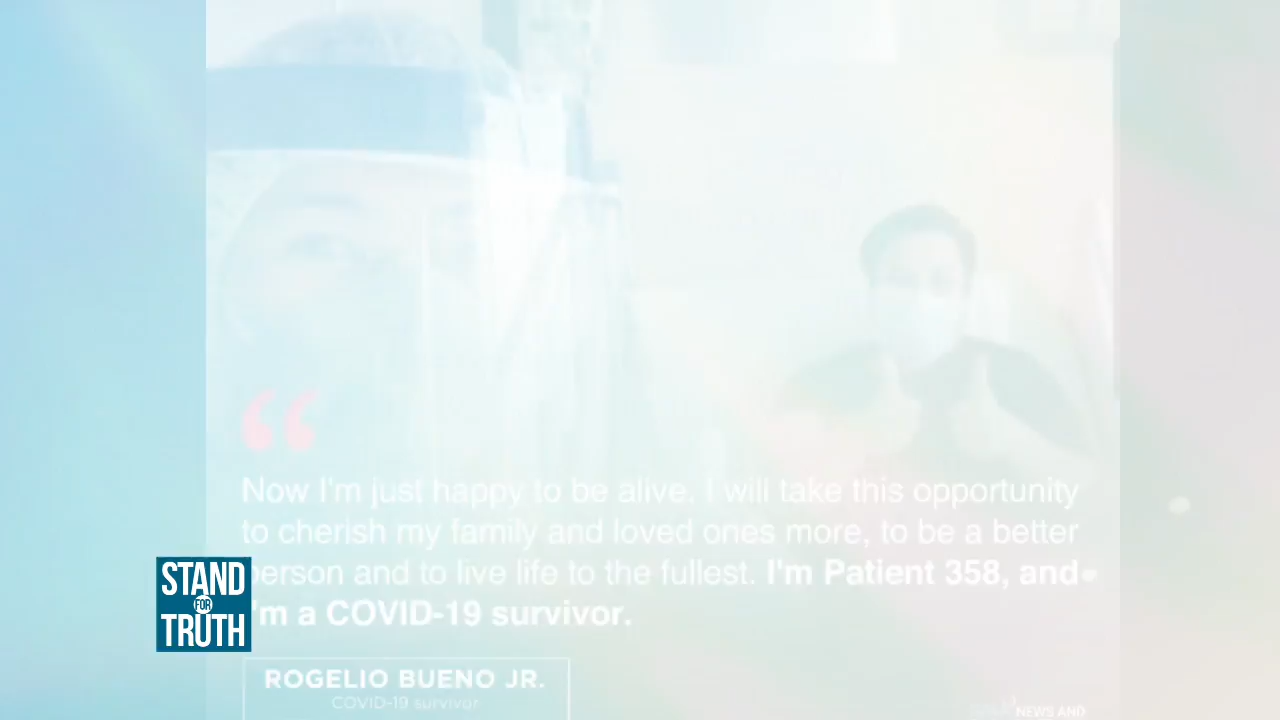 “
Now I'm just happy to be alive. I will take this opportunity
to cherish my family and loved ones more, to be a better
person and to live life to the fullest. I'm Patient 358, and
I'm a COVID-19 survivor.
STAND
FOR
TRUTH
ROGELIO BUENO JR.
COVID-19 survivor
NEWS AND